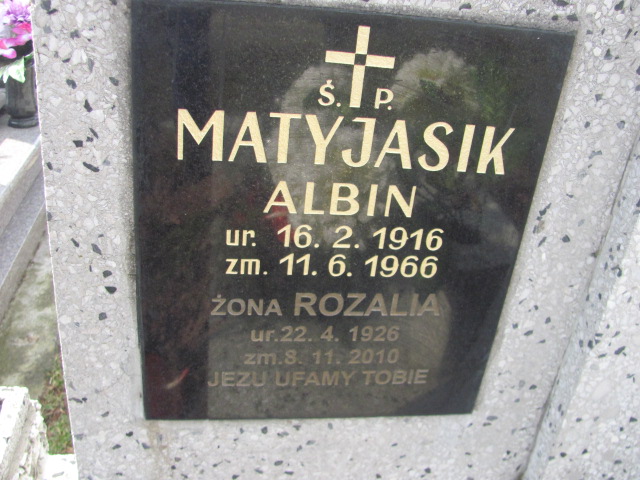 Ś. P.
MATYJASIK
ALBIN
ur. 16. 2. 1916
zm. 11. 6. 1966
ŻONA ROZALIA
ur.22. 4. 1926
zm.8. 11. 2010
JEZU UFAMY TOBIE